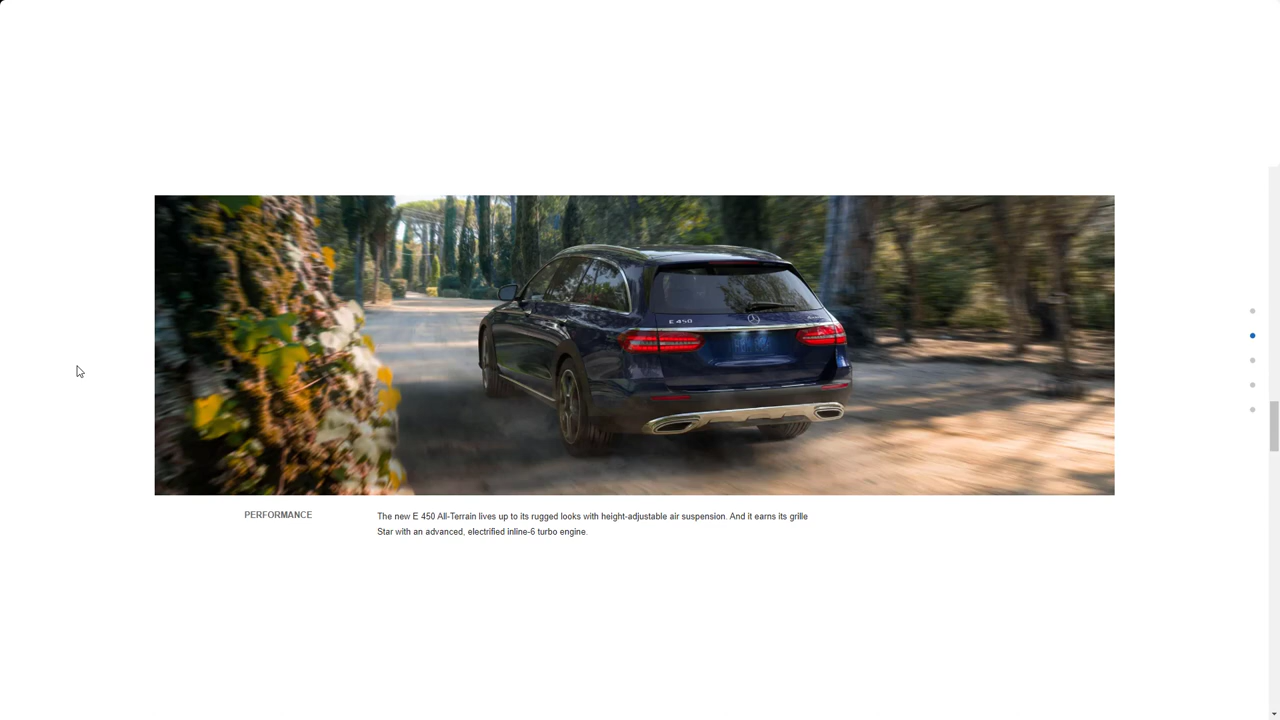 E 450
PERFORMANCE
The new E 450 All-Terrain lives up to its rugged looks with height-adjustable air suspension. And it earns its grille
Star with an advanced, electrified inline-6 turbo engine.